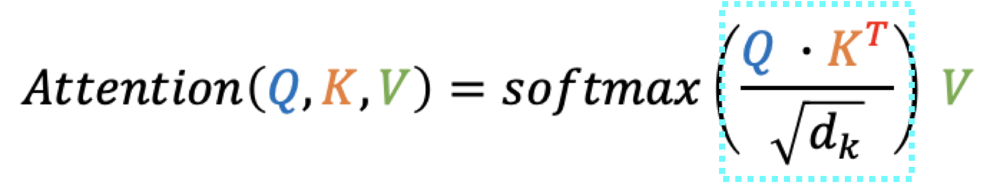 Attention(Q, K, V) = softmax(Q · K^T / √d_k) V